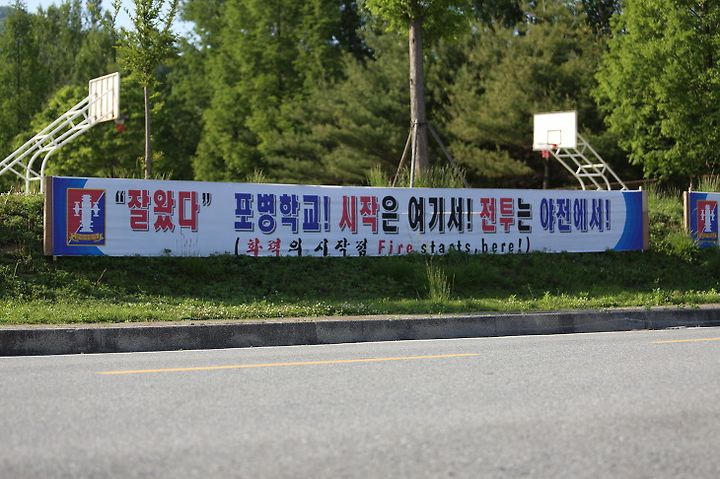 “잘왔다” 포병학교! 시작은 여기서! 전투는 야전에서!
(화력의 시작점 Fire starts here!)